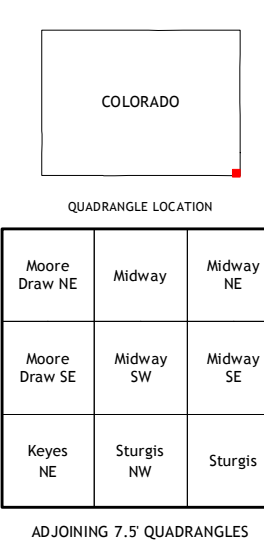 COLORADO
QUADRANGLE LOCATION
Moore
Draw NE
Midway
Midway
NE
Moore
Draw SE
Midway
SW
Midway
SE
Keyes
NE
Sturgis
NW
Sturgis
ADJOINING 7.5' QUADRANGLES